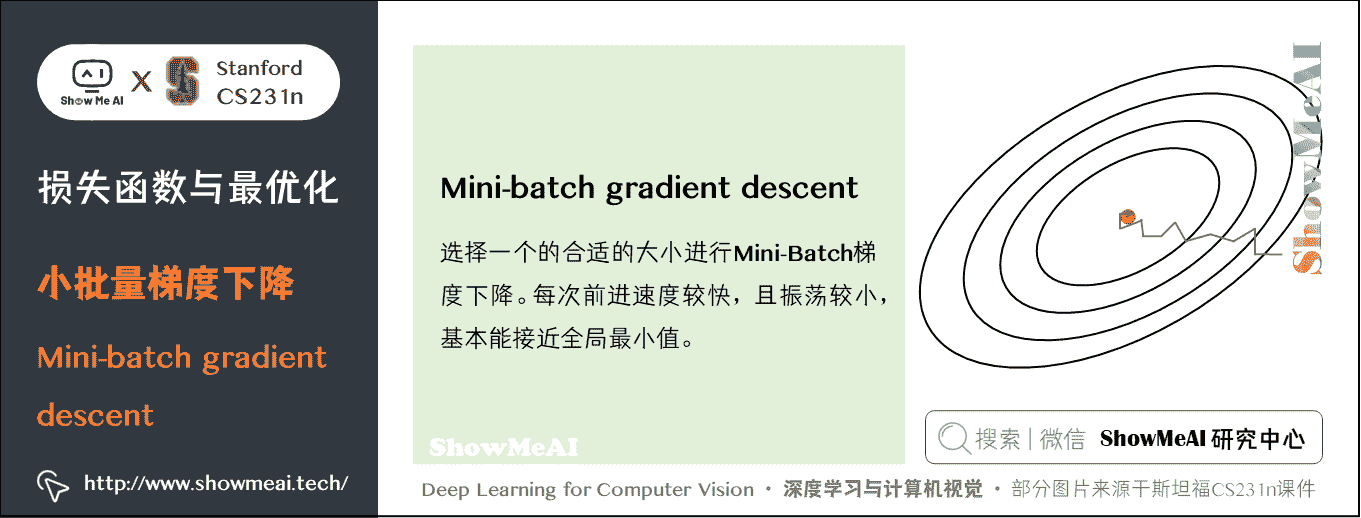 Show Me AI
X
Stanford
CS231n
损失函数与最优化
小批量梯度下降
Mini-batch gradient
descent
http://www.showmeai.tech/
Mini-batch gradient descent
选择一个的合适的大小进行Mini-Batch梯
度下降。每次前进速度较快，且振荡较小，
基本能接近全局最小值。
ShowMeAI
ShowMeAI
搜索 | 微信 ShowMeAI 研究中心
Deep Learning for Computer Vision · 深度学习与计算机视觉 · 部分图片来源于斯坦福CS231n课件